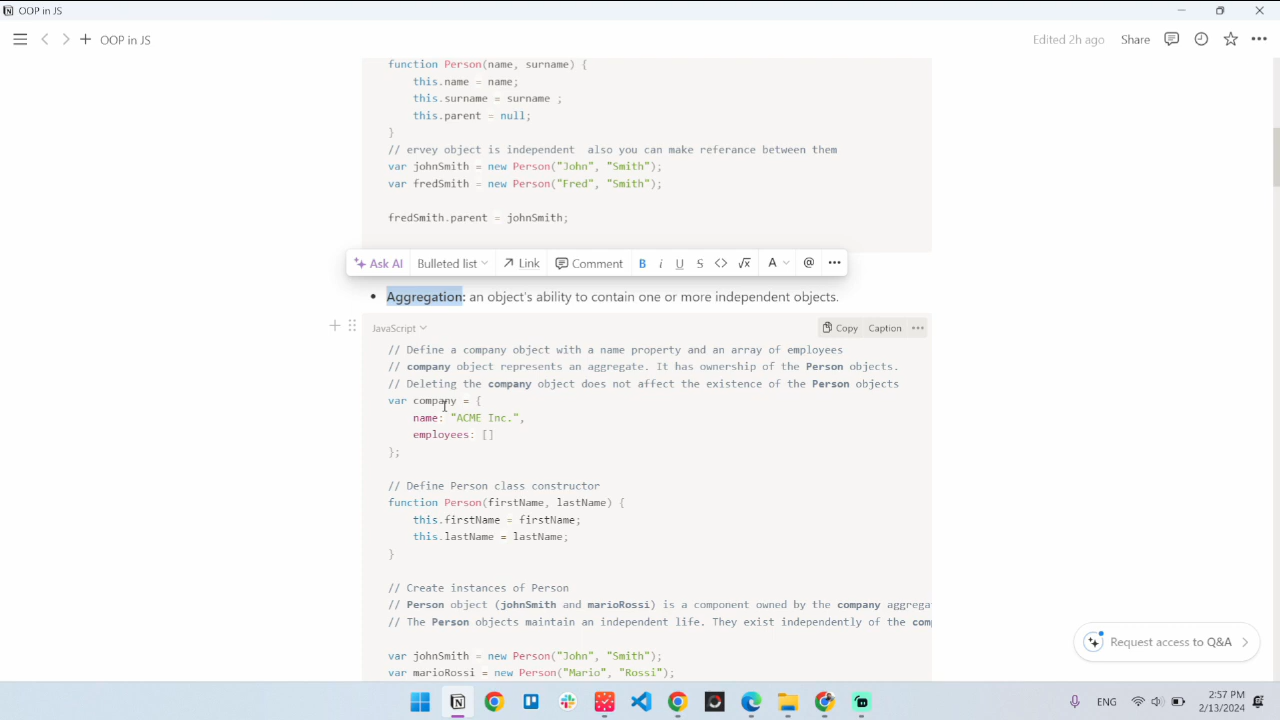 OOP in JS
OOP in JS
Edited 2h ago
Share
function Person(name, surname) {
this.name = name;
this.surname = surname ;
this.parent = null;
}
// ervey object is independent  also you can make referance between them
var johnSmith = new Person("John", "Smith");
var fredSmith = new Person("Fred", "Smith");
fredSmith.parent = johnSmith;
Ask AI
Bulleted list
Link
Comment
B i U S <> √x A @
• Aggregation: an object's ability to contain one or more independent objects.
JavaScript
Copy
Caption
// Define a company object with a name property and an array of employees
// company object represents an aggregate. It has ownership of the Person objects.
// Deleting the company object does not affect the existence of the Person objects
var company = {
name: "ACME Inc.",
employees: []
};
// Define Person class constructor
function Person(firstName, lastName) {
this.firstName = firstName;
this.lastName = lastName;
}
// Create instances of Person
// Person object (johnSmith and marioRossi) is a component owned by the company aggregat
// The Person objects maintain an independent life. They exist independently of the com
var johnSmith = new Person("John", "Smith");
var marioRossi = new Person("Mario", "Rossi");
Request access to Q&A
ENG
2:57 PM
2/13/2024